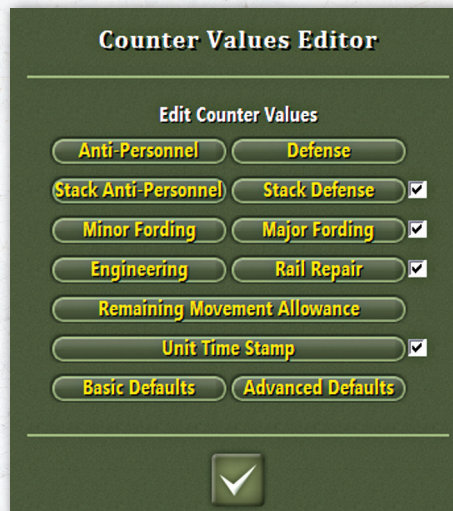 Counter Values Editor
Edit Counter Values
Anti-Personnel Defense
Stack Anti-Personnel Stack Defense
Minor Fording Major Fording
Engineering Rail Repair
Remaining Movement Allowance
Unit Time Stamp
Basic Defaults Advanced Defaults